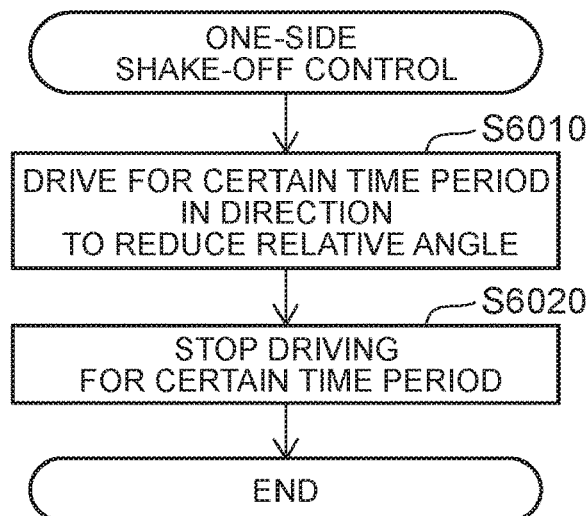 ONE-SIDE
SHAKE-OFF CONTROL
S6010
DRIVE FOR CERTAIN TIME PERIOD
IN DIRECTION
TO REDUCE RELATIVE ANGLE
S6020
STOP DRIVING
FOR CERTAIN TIME PERIOD
END